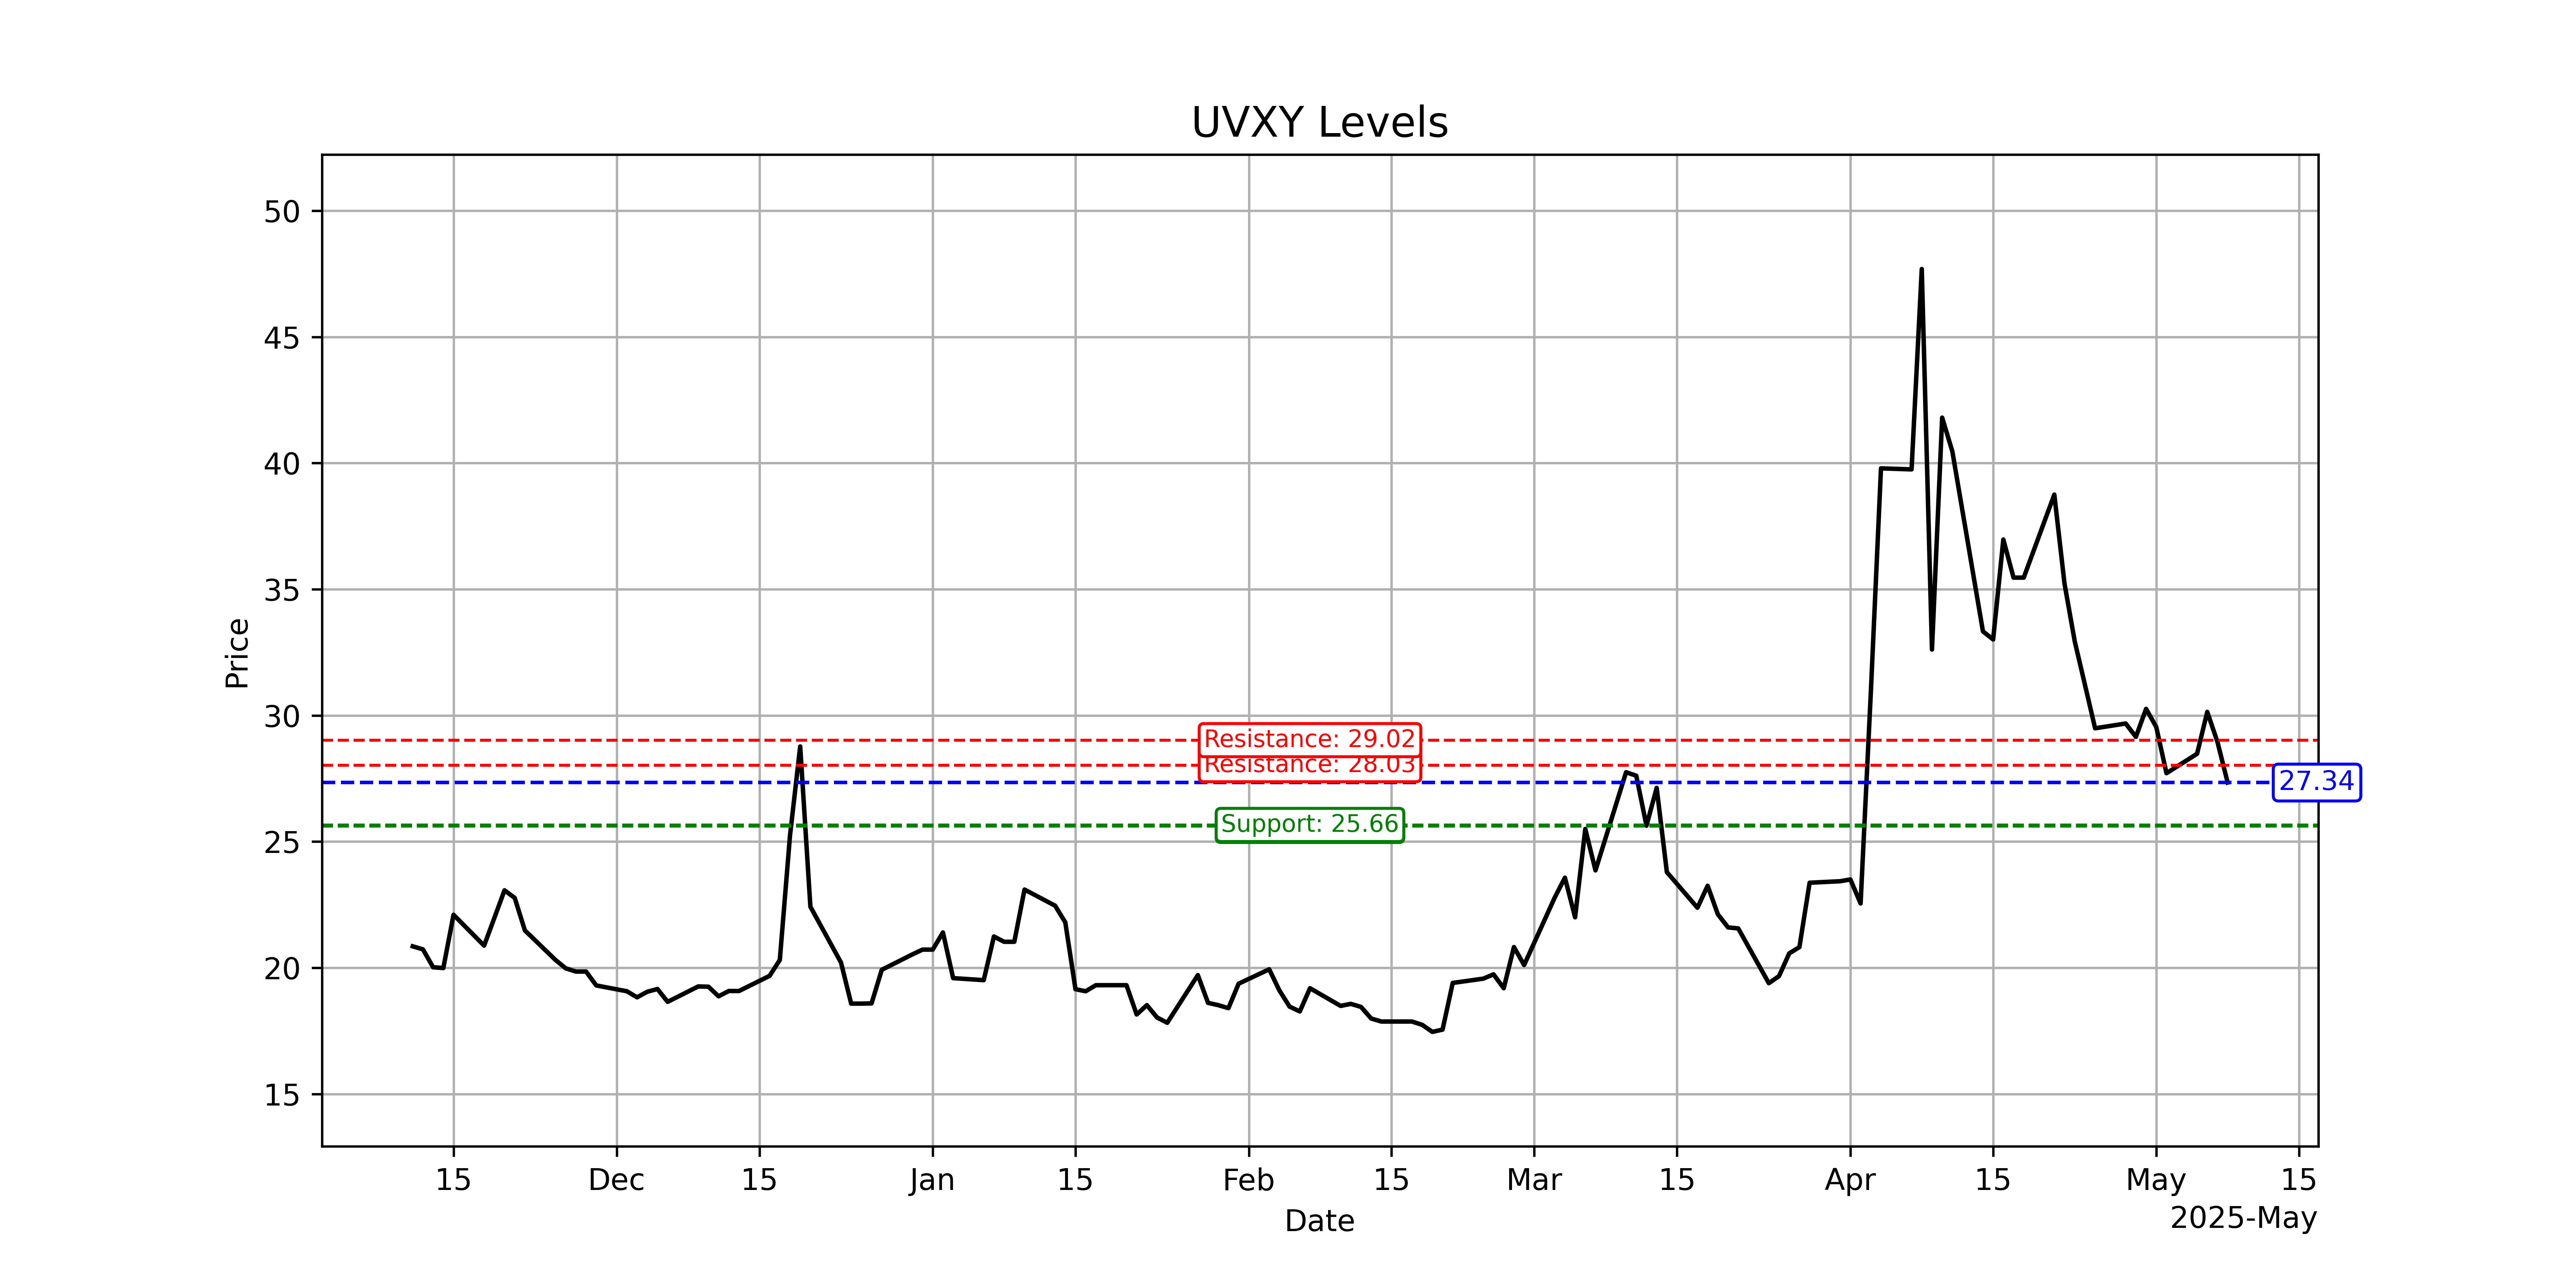 UVXY Levels
Price
50
45
40
35
30
25
20
15
Resistance: 29.02
Resistance: 28.03
27.34
Support: 25.66
15 Dec 15 Jan 15 Feb 15 Mar 15 Apr 15 May 15
Date
2025-May